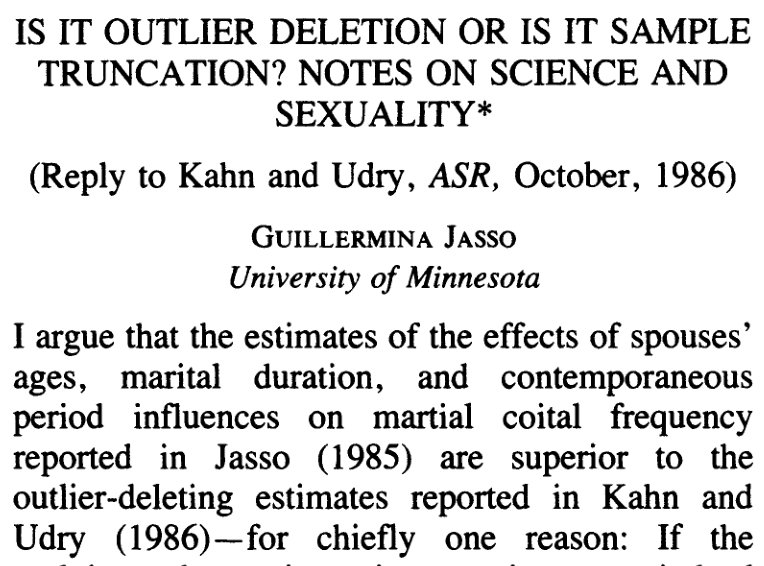 IS IT OUTLIER DELETION OR IS IT SAMPLE
TRUNCATION? NOTES ON SCIENCE AND
SEXUALITY*
(Reply to Kahn and Udry, ASR, October, 1986)
GUILLERMINA JASSO
University of Minnesota
I argue that the estimates of the effects of spouses'
ages, marital duration, and contemporaneous
period influences on martial coital frequency
reported in Jasso (1985) are superior to the
outlier-deleting estimates reported in Kahn and
Udry (1986)—for chiefly one reason: If the